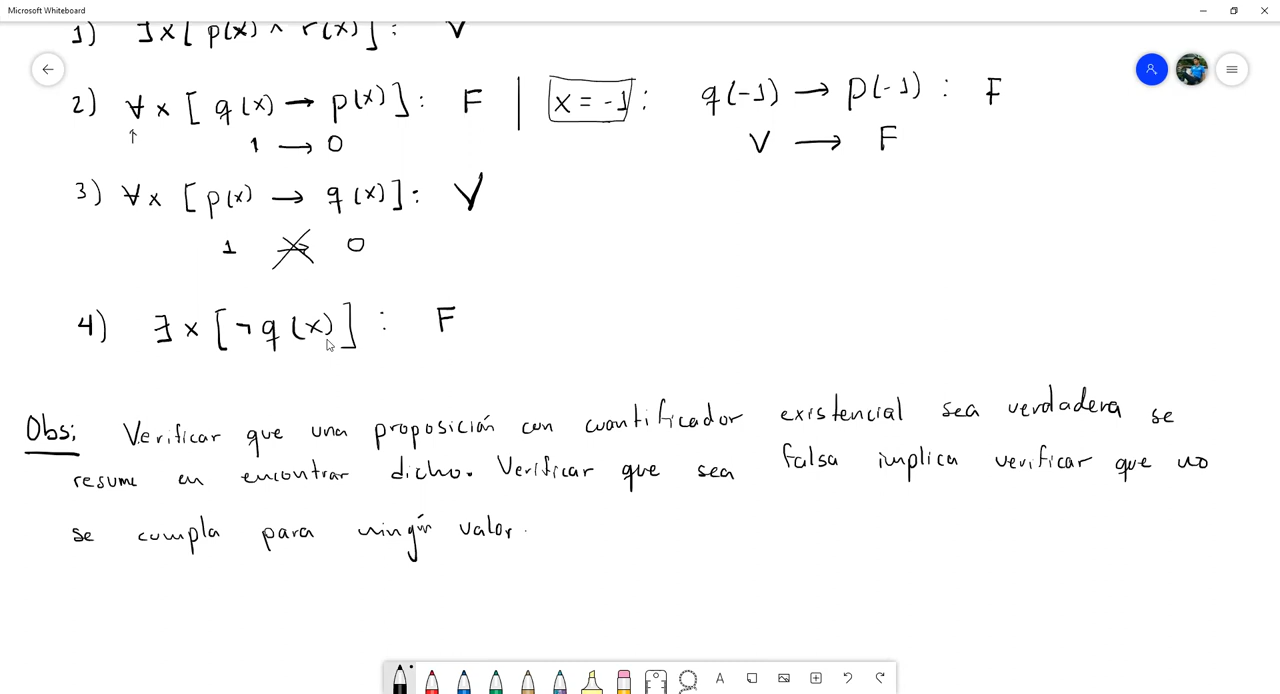 Microsoft Whiteboard
1) ∃x[p(x) ∧ r(x)]: V
2) ∀x [q(x) → p(x)]: F | x = -1: q(-1) → p(-1): F
↑ 1 → 0 V → F
3) ∀x [p(x) → q(x)]: V
1 → 0
4) ∃x [¬q(x)]: F
Obs: Verificar que una proposición con cuantificador existencial sea verdadera se
resume en encontrar dicho. Verificar que sea falsa implica verificar que no
se cumpla para ningún valor.
A